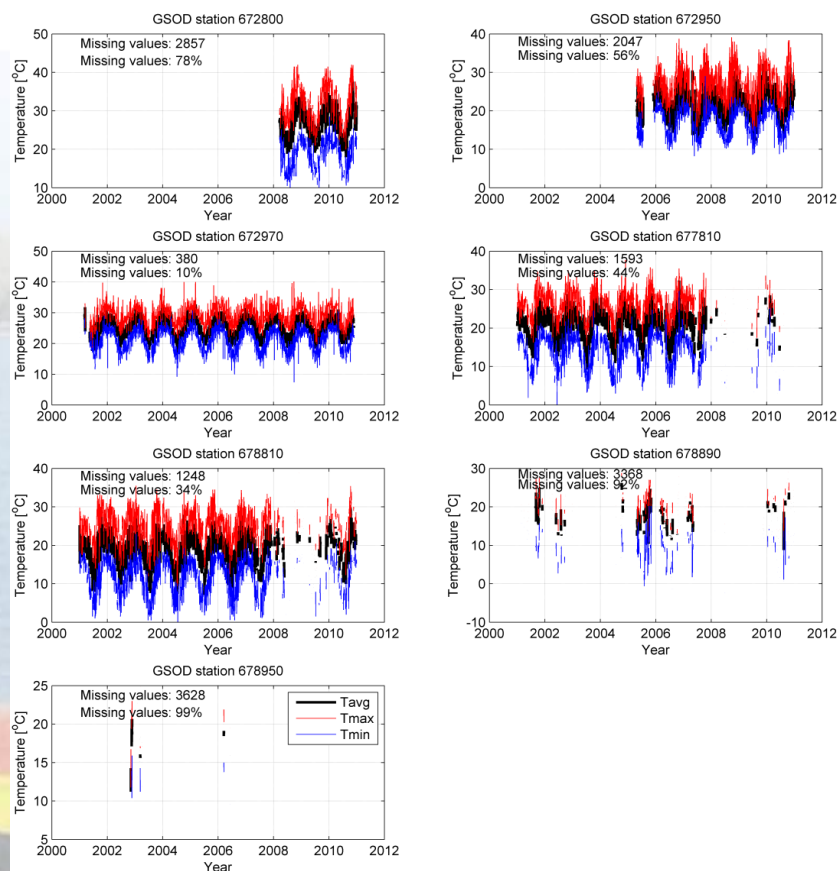 GSOD station 672800
Missing values: 2857
Missing values: 78%
Temperature [°C]
50
40
30
20
10
2000 2002 2004 2006 2008 2010 2012
Year
GSOD station 672950
Missing values: 2047
Missing values: 56%
Temperature [°C]
40
30
20
10
0
2000 2002 2004 2006 2008 2010 2012
Year
GSOD station 672970
Missing values: 380
Missing values: 10%
Temperature [°C]
50
40
30
20
10
0
2000 2002 2004 2006 2008 2010 2012
Year
GSOD station 677810
Missing values: 1593
Missing values: 44%
Temperature [°C]
40
30
20
10
0
2000 2002 2004 2006 2008 2010 2012
Year
GSOD station 678810
Missing values: 1248
Missing values: 34%
Temperature [°C]
40
30
20
10
0
2000 2002 2004 2006 2008 2010 2012
Year
GSOD station 678890
Missing values: 3368
Missing values: 92%
Temperature [°C]
30
20
10
0
-10
2000 2002 2004 2006 2008 2010 2012
Year
GSOD station 678950
Missing values: 3628
Missing values: 99%
Temperature [°C]
25
20
15
10
5
2000 2002 2004 2006 2008 2010 2012
Year
Tavg
Tmax
Tmin